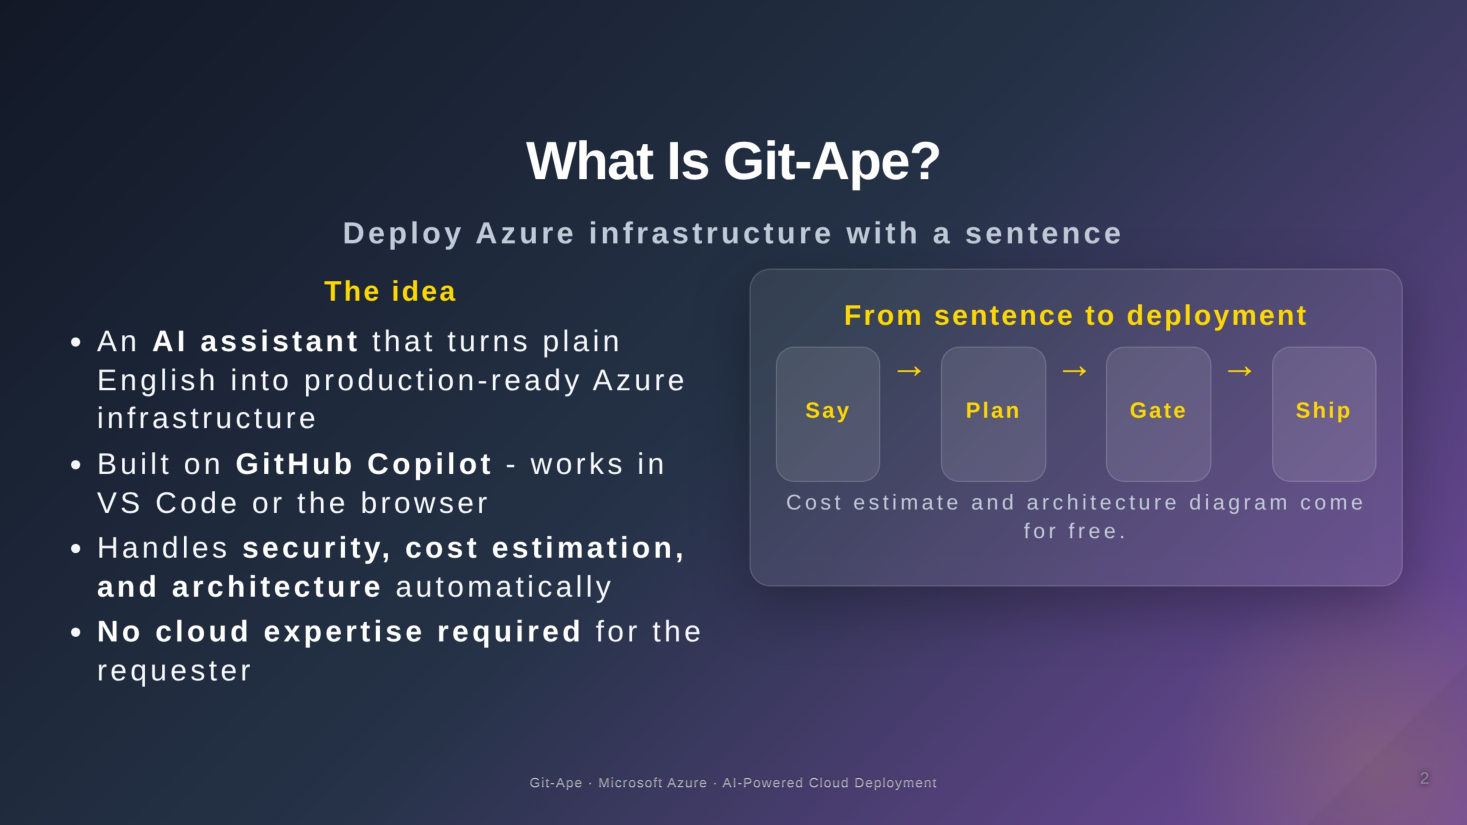 What Is Git-Ape?
Deploy Azure infrastructure with a sentence
The idea
• An AI assistant that turns plain
English into production-ready Azure
infrastructure
• Built on GitHub Copilot - works in
VS Code or the browser
• Handles security, cost estimation,
and architecture automatically
• No cloud expertise required for the
requester
From sentence to deployment
Say → Plan → Gate → Ship
Cost estimate and architecture diagram come
for free.
Git-Ape · Microsoft Azure · AI-Powered Cloud Deployment
2